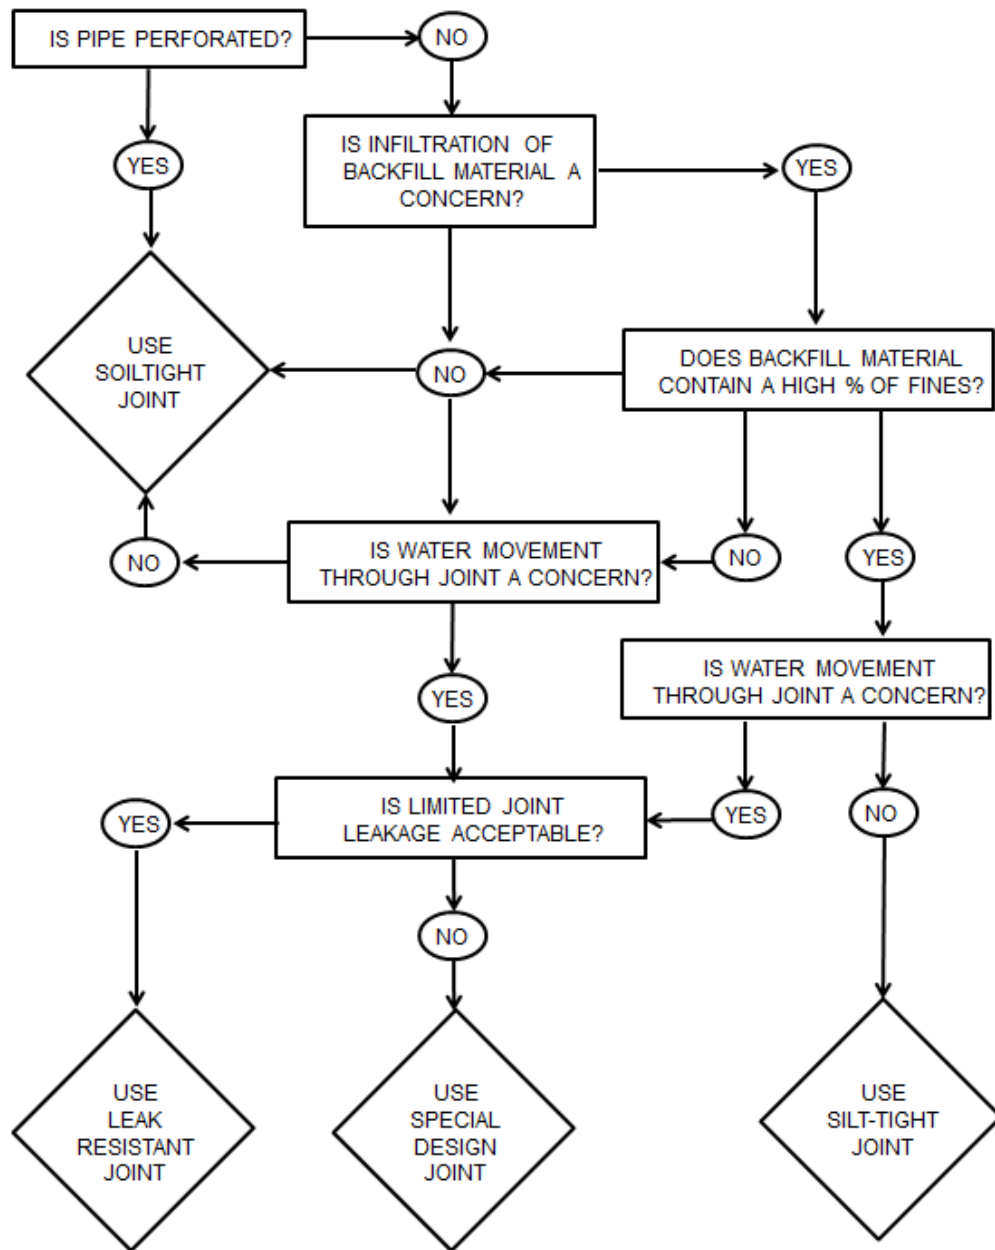 IS PIPE PERFORATED?
NO
IS INFILTRATION OF
BACKFILL MATERIAL A
CONCERN?
YES
YES
USE
SOILTIGHT
JOINT
NO
DOES BACKFILL MATERIAL
CONTAIN A HIGH % OF FINES?
NO
IS WATER MOVEMENT
THROUGH JOINT A CONCERN?
NO
YES
IS WATER MOVEMENT
THROUGH JOINT A CONCERN?
YES
YES
IS LIMITED JOINT
LEAKAGE ACCEPTABLE?
YES
NO
NO
USE
LEAK
RESISTANT
JOINT
USE
SPECIAL
DESIGN
JOINT
USE
SILT-TIGHT
JOINT